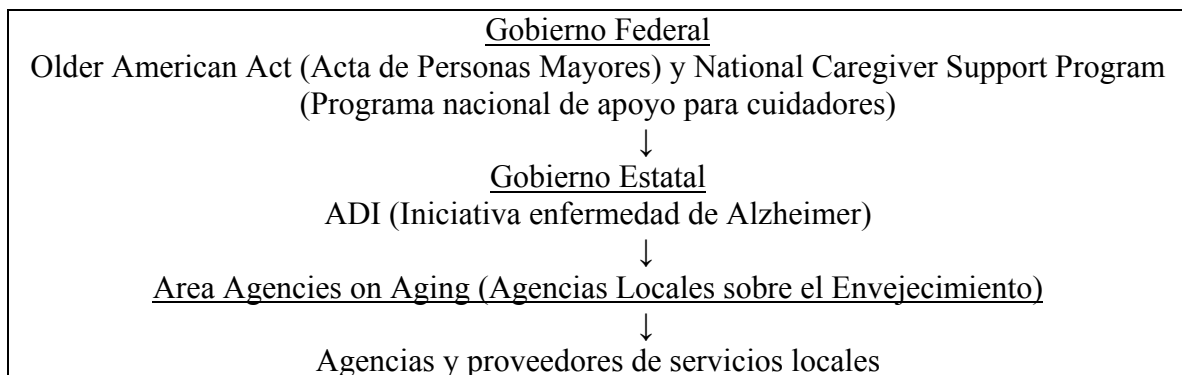 Gobierno Federal
Older American Act (Acta de Personas Mayores) y National Caregiver Support Program
(Programa nacional de apoyo para cuidadores)
↓
Gobierno Estatal
ADI (Iniciativa enfermedad de Alzheimer)
↓
Area Agencies on Aging (Agencias Locales sobre el Envejecimiento)
↓
Agencias y proveedores de servicios locales